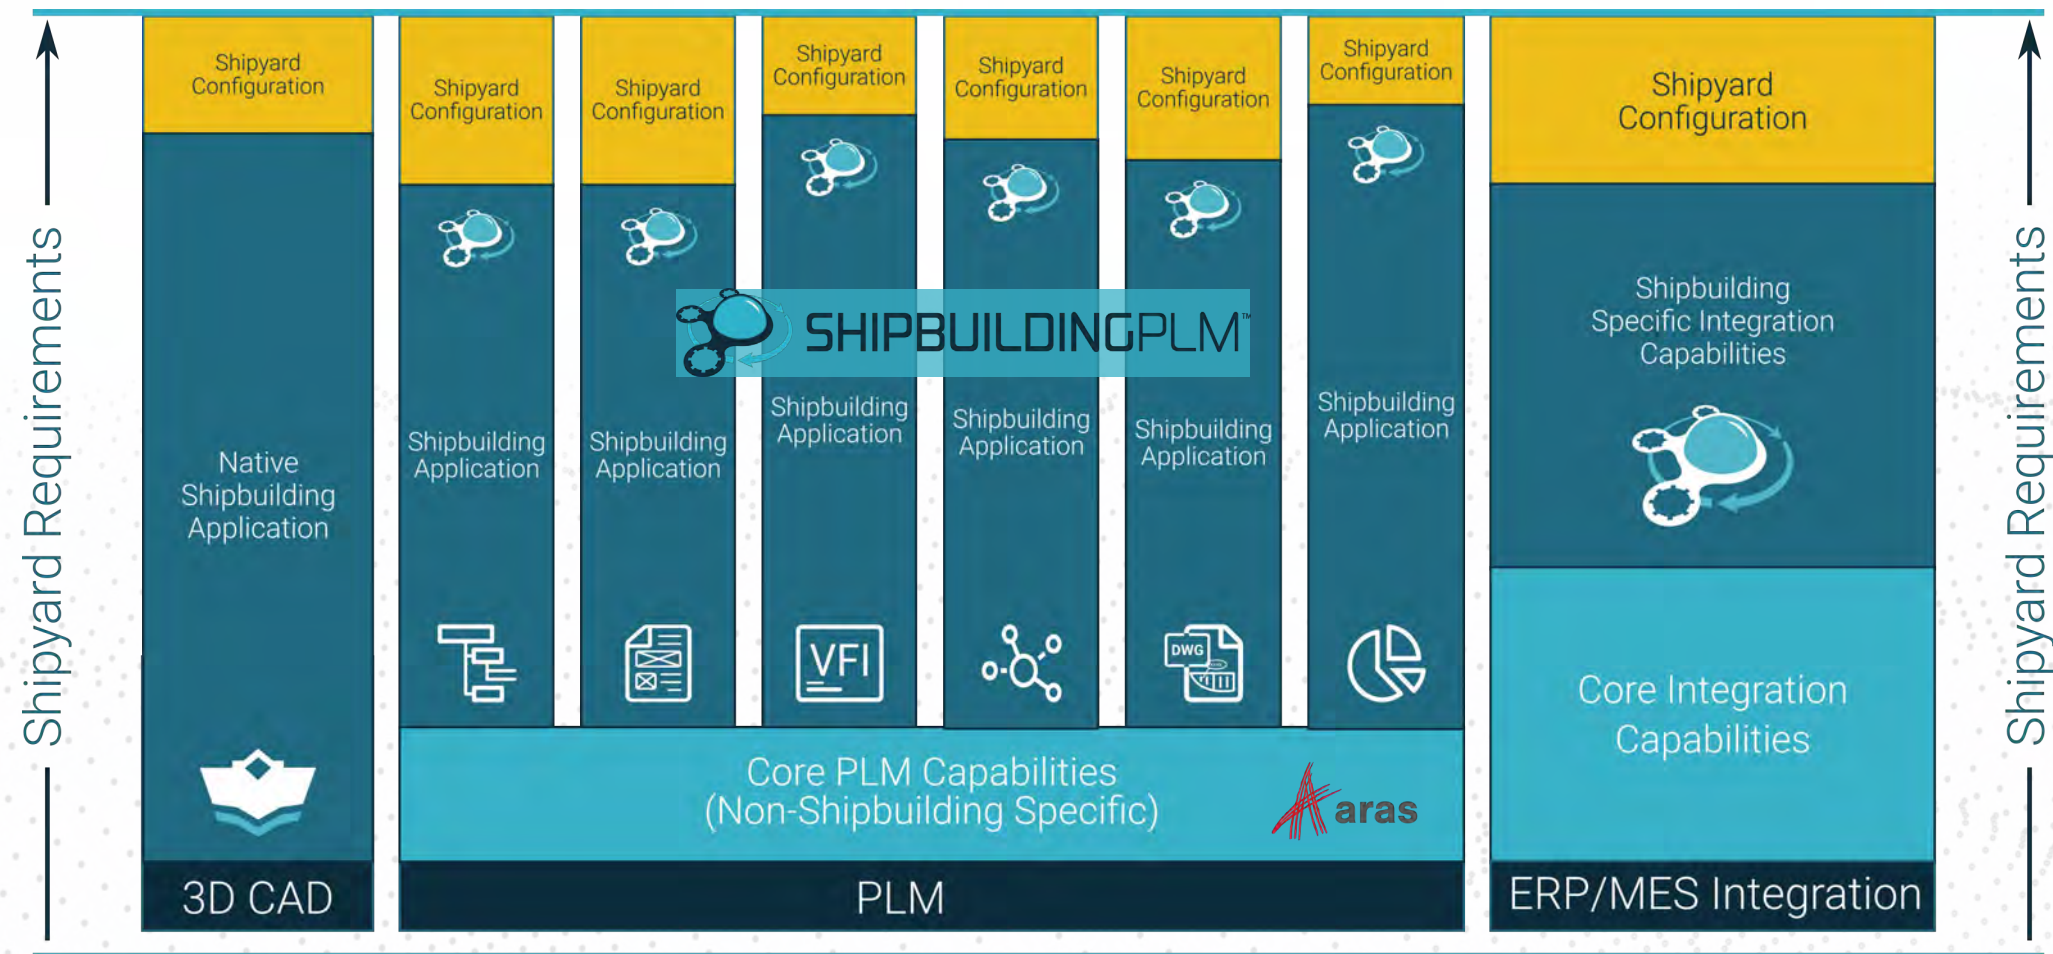 Shipyard Requirements
Shipyard
Configuration
Native
Shipbuilding
Application
3D CAD
Shipyard
Configuration
Shipbuilding
Application
Shipyard
Configuration
Shipbuilding
Application
Shipyard
Configuration
Shipbuilding
Application
VFI
Shipyard
Configuration
Shipbuilding
Application
Shipyard
Configuration
Shipbuilding
Application
DWG
Shipyard
Configuration
Shipbuilding
Application
SHIPBUILDINGPLM™
Core PLM Capabilities
(Non-Shipbuilding Specific)
aras
PLM
Shipyard
Configuration
Shipbuilding
Specific Integration
Capabilities
Core Integration
Capabilities
ERP/MES Integration
Shipyard Requirements